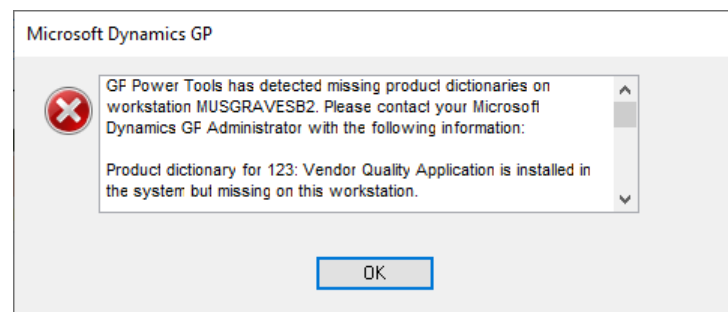 Microsoft Dynamics GP
GP Power Tools has detected missing product dictionaries on
workstation MUSGRAVESB2. Please contact your Microsoft
Dynamics GP Administrator with the following information:
Product dictionary for 123: Vendor Quality Application is installed in
the system but missing on this workstation.
OK